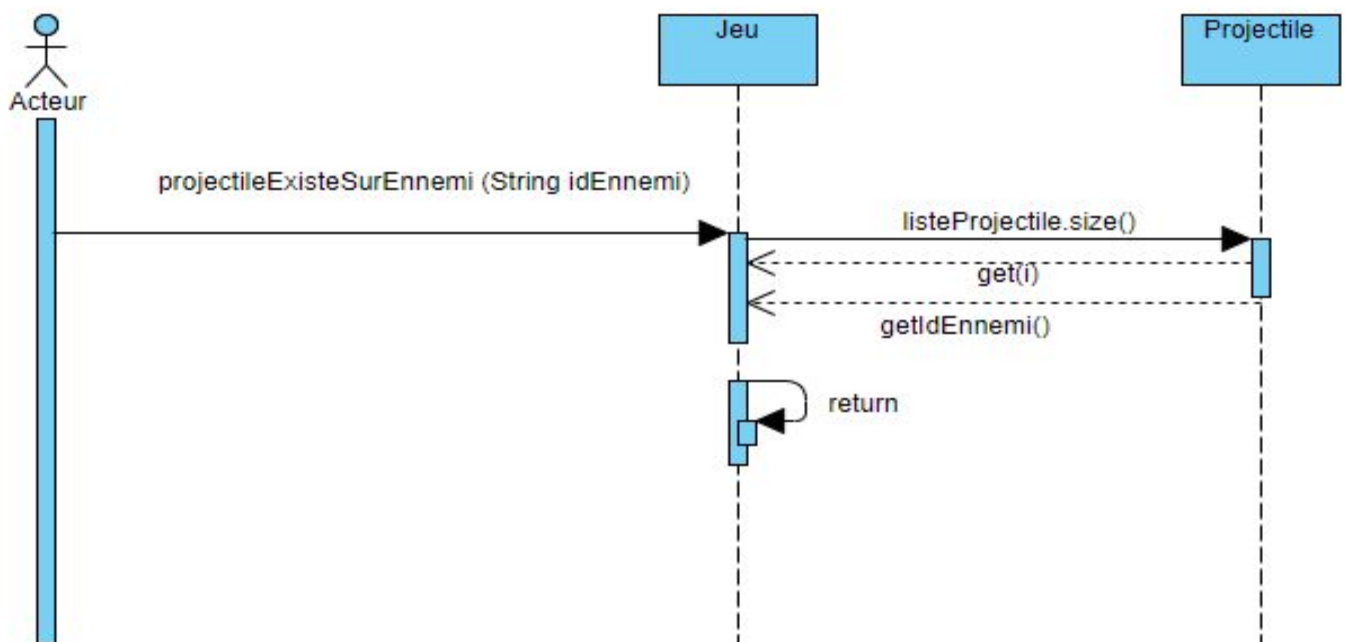 Jeu
Projectile
Acteur
projectileExisteSurEnnemi (String idEnnemi)
listeProjectile.size()
get(i)
getIdEnnemi()
return